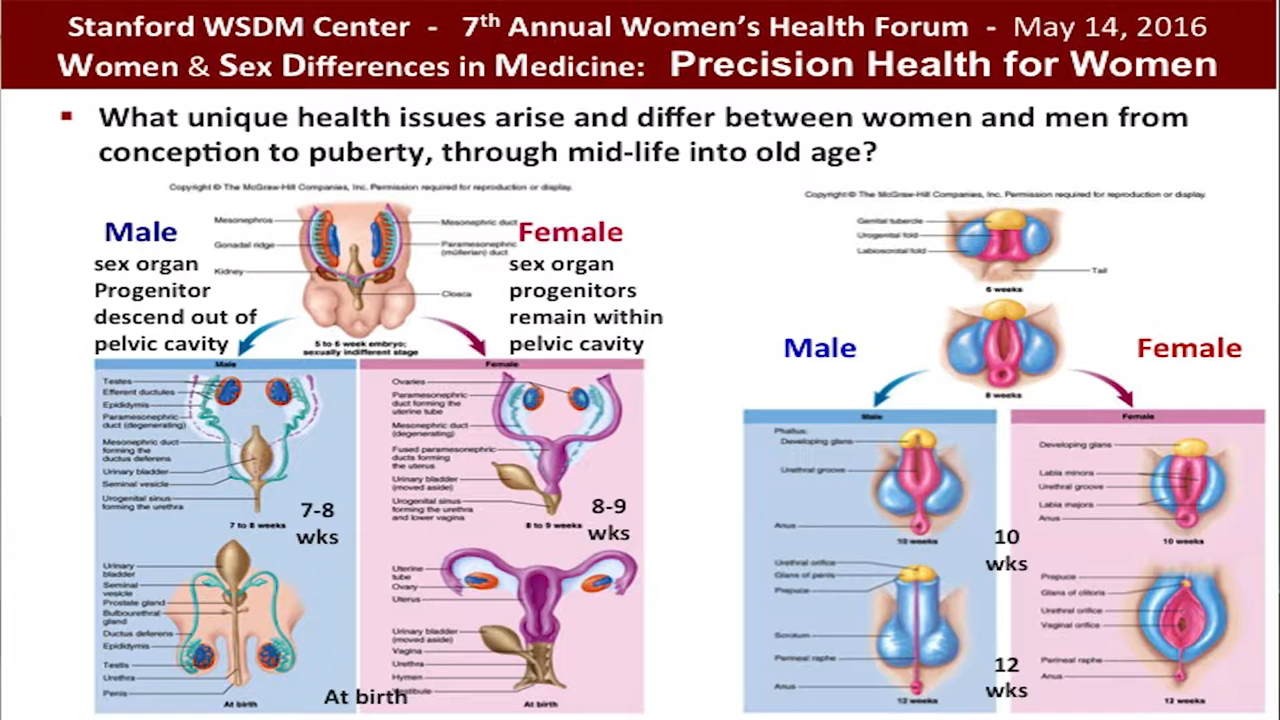 Stanford WSDM Center - 7th Annual Women's Health Forum - May 14, 2016
Women & Sex Differences in Medicine: Precision Health for Women
▪ What unique health issues arise and differ between women and men from
conception to puberty, through mid-life into old age?
Copyright © The McGraw-Hill Companies, Inc. Permission required for reproduction or display.
Male
sex organ
Progenitor
descend out of
pelvic cavity
Mesonephros
Gonadal ridge
Kidney
Mesonephric duct
Paramesonephric
(müllerian) duct
Cloaca
Female
sex organ
progenitors
remain within
pelvic cavity
5 to 6 week embryo;
sexually indifferent stage
Male
Testes
Efferent ductules
Epididymis
Paramesonephric
duct (degenerating)
Mesonephric duct
forming the
ductus deferens
Urinary bladder
Seminal vesicle
Urogenital sinus
forming the urethra
7 to 8 weeks
7-8
wks
Female
Ovaries
Paramesonephric
duct forming the
uterine tube
Mesonephric duct
(degenerating)
Fused paramesonephric
ducts forming
the uterus
Urinary bladder
(moved aside)
Urogenital sinus
forming the urethra
and lower vagina
8 to 9 weeks
8-9
wks
Urinary
bladder
Seminal
vesicle
Prostate gland
Bulbourethral
gland
Ductus deferens
Epididymis
Testis
Urethra
Penis
At birth
At birth
Uterine
tube
Ovary
Uterus
Urinary bladder
(moved aside)
Vagina
Urethra
Hymen
Vestibule
At birth
Copyright © The McGraw-Hill Companies, Inc. Permission required for reproduction or display.
Genital tubercle
Urogenital fold
Labioscrotal fold
Tail
6 weeks
Male
Female
8 weeks
Male
Phallus:
Developing glans
Urethral groove
Anus
10 weeks
10
wks
Female
Developing glans
Labia minora
Urethral groove
Labia majora
Anus
10 weeks
Urethral orifice
Glans of penis
Prepuce
Scrotum
Perineal raphe
Anus
12 weeks
12
wks
Prepuce
Glans of clitoris
Urethral orifice
Vaginal orifice
Perineal raphe
Anus
12 weeks